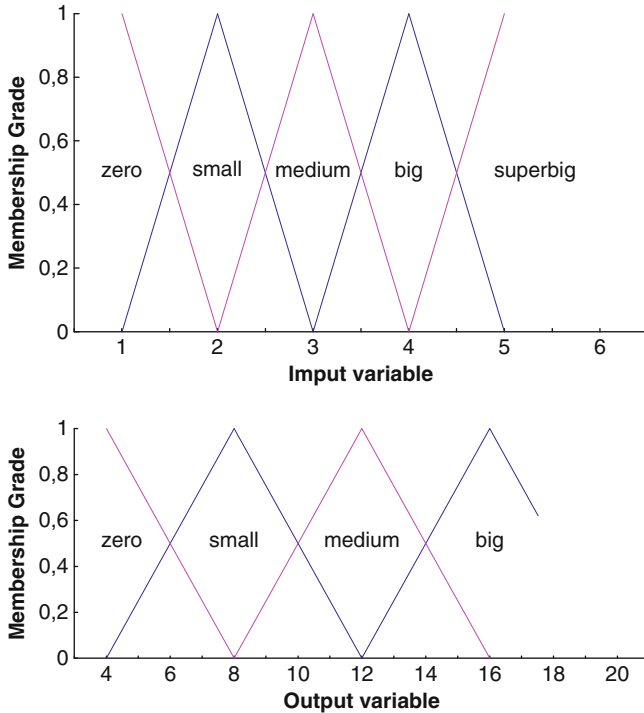 Membership Grade
1
0,8
0,6
0,4
0,2
0
zero small medium big superbig
1 2 3 4 5 6
Imput variable
Membership Grade
1
0,8
0,6
0,4
0,2
0
zero small medium big
4 6 8 10 12 14 16 18 20
Output variable